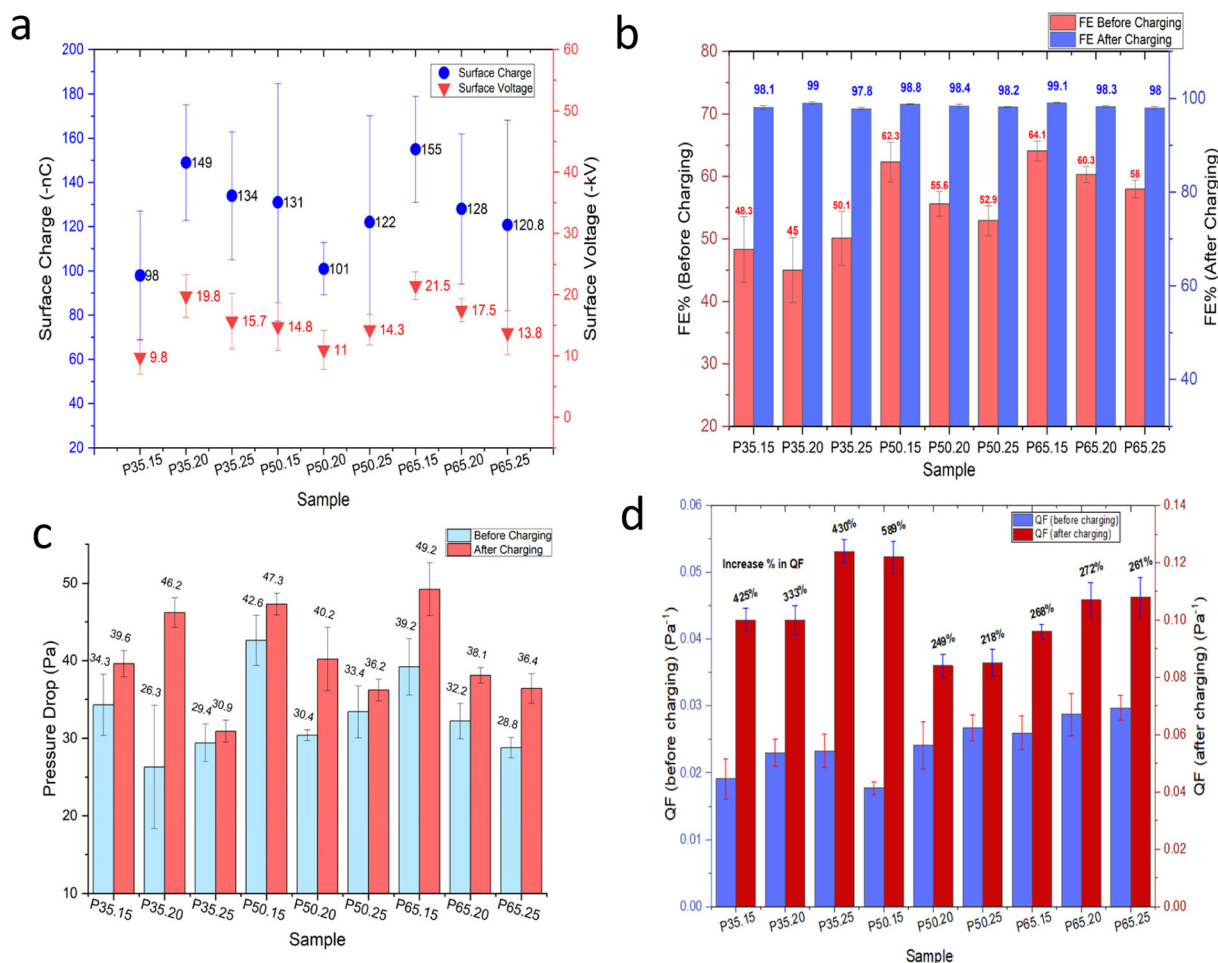 a
Surface Charge
Surface Voltage
Surface Charge (-nC)
200
180
160
140
120
100
80
60
40
20
149
134
131
98
101
122
155
128
120.8
9.8
19.8
15.7
14.8
11
14.3
21.5
17.5
13.8
60
50
40
30
20
10
0
Surface Voltage (-kV)
P35.15 P35.20 P35.25 P50.15 P50.20 P50.25 P65.15 P65.20 P65.25
Sample
b
FE Before Charging
FE After Charging
FE% (Before Charging)
80
70
60
50
40
30
20
98.1 99 97.8 98.8 98.4 98.2 99.1 98.3 98
48.3 45 50.1 62.3 55.6 52.9 64.1 60.3 58
100
80
60
40
FE% (After Charging)
P35.15 P35.20 P35.25 P50.15 P50.20 P50.25 P65.15 P65.20 P65.25
Sample
c
Before Charging
After Charging
Pressure Drop (Pa)
50
40
30
20
10
34.3 39.6 26.3 46.2 29.4 30.9 42.6 47.3 30.4 40.2 33.4 36.2 39.2 49.2 32.2 38.1 28.8 36.4
P35.15 P35.20 P35.25 P50.15 P50.20 P50.25 P65.15 P65.20 P65.25
Sample
d
QF (before charging)
QF (after charging)
Increase % in QF
QF (before charging) (Pa-1)
0.06
0.05
0.04
0.03
0.02
0.01
0.00
425% 333% 430% 589% 249% 218% 268% 272% 261%
0.14
0.12
0.10
0.08
0.06
0.04
0.02
0.00
QF (after charging) (Pa-1)
P35.15 P35.20 P35.25 P50.15 P50.20 P50.25 P65.15 P65.20 P65.25
Sample